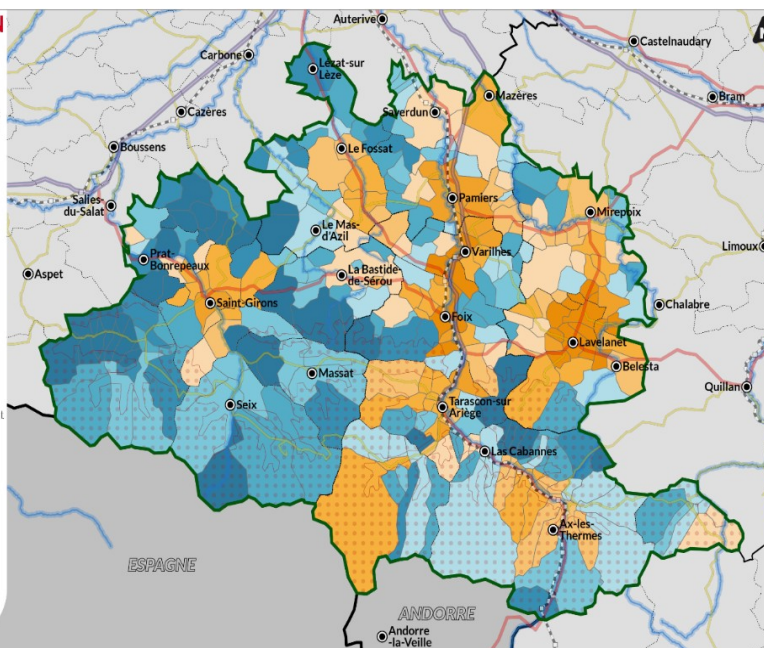 Auterive
Castelnaudary
Carbone
Lézat-sur
Lèze
Mazères
Bram
Cazères
Saverdun
Boussens
Le Fossat
Salles
-du-Salat
Pamiers
Mirepoix
Le Mas-
d'Azil
Limoux
Prat-
Bonrepeaux
Varilhes
Aspet
La Bastide-
de-Sérou
Saint-Girons
Chalabre
Foix
Lavelanet
Massat
Belesta
Quillan
Seix
Tarascon-sur
Ariège
Las Cabannes
Ax-les-
Thermes
ESPAGNE
ANDORRE
Andorre
-la-Veille